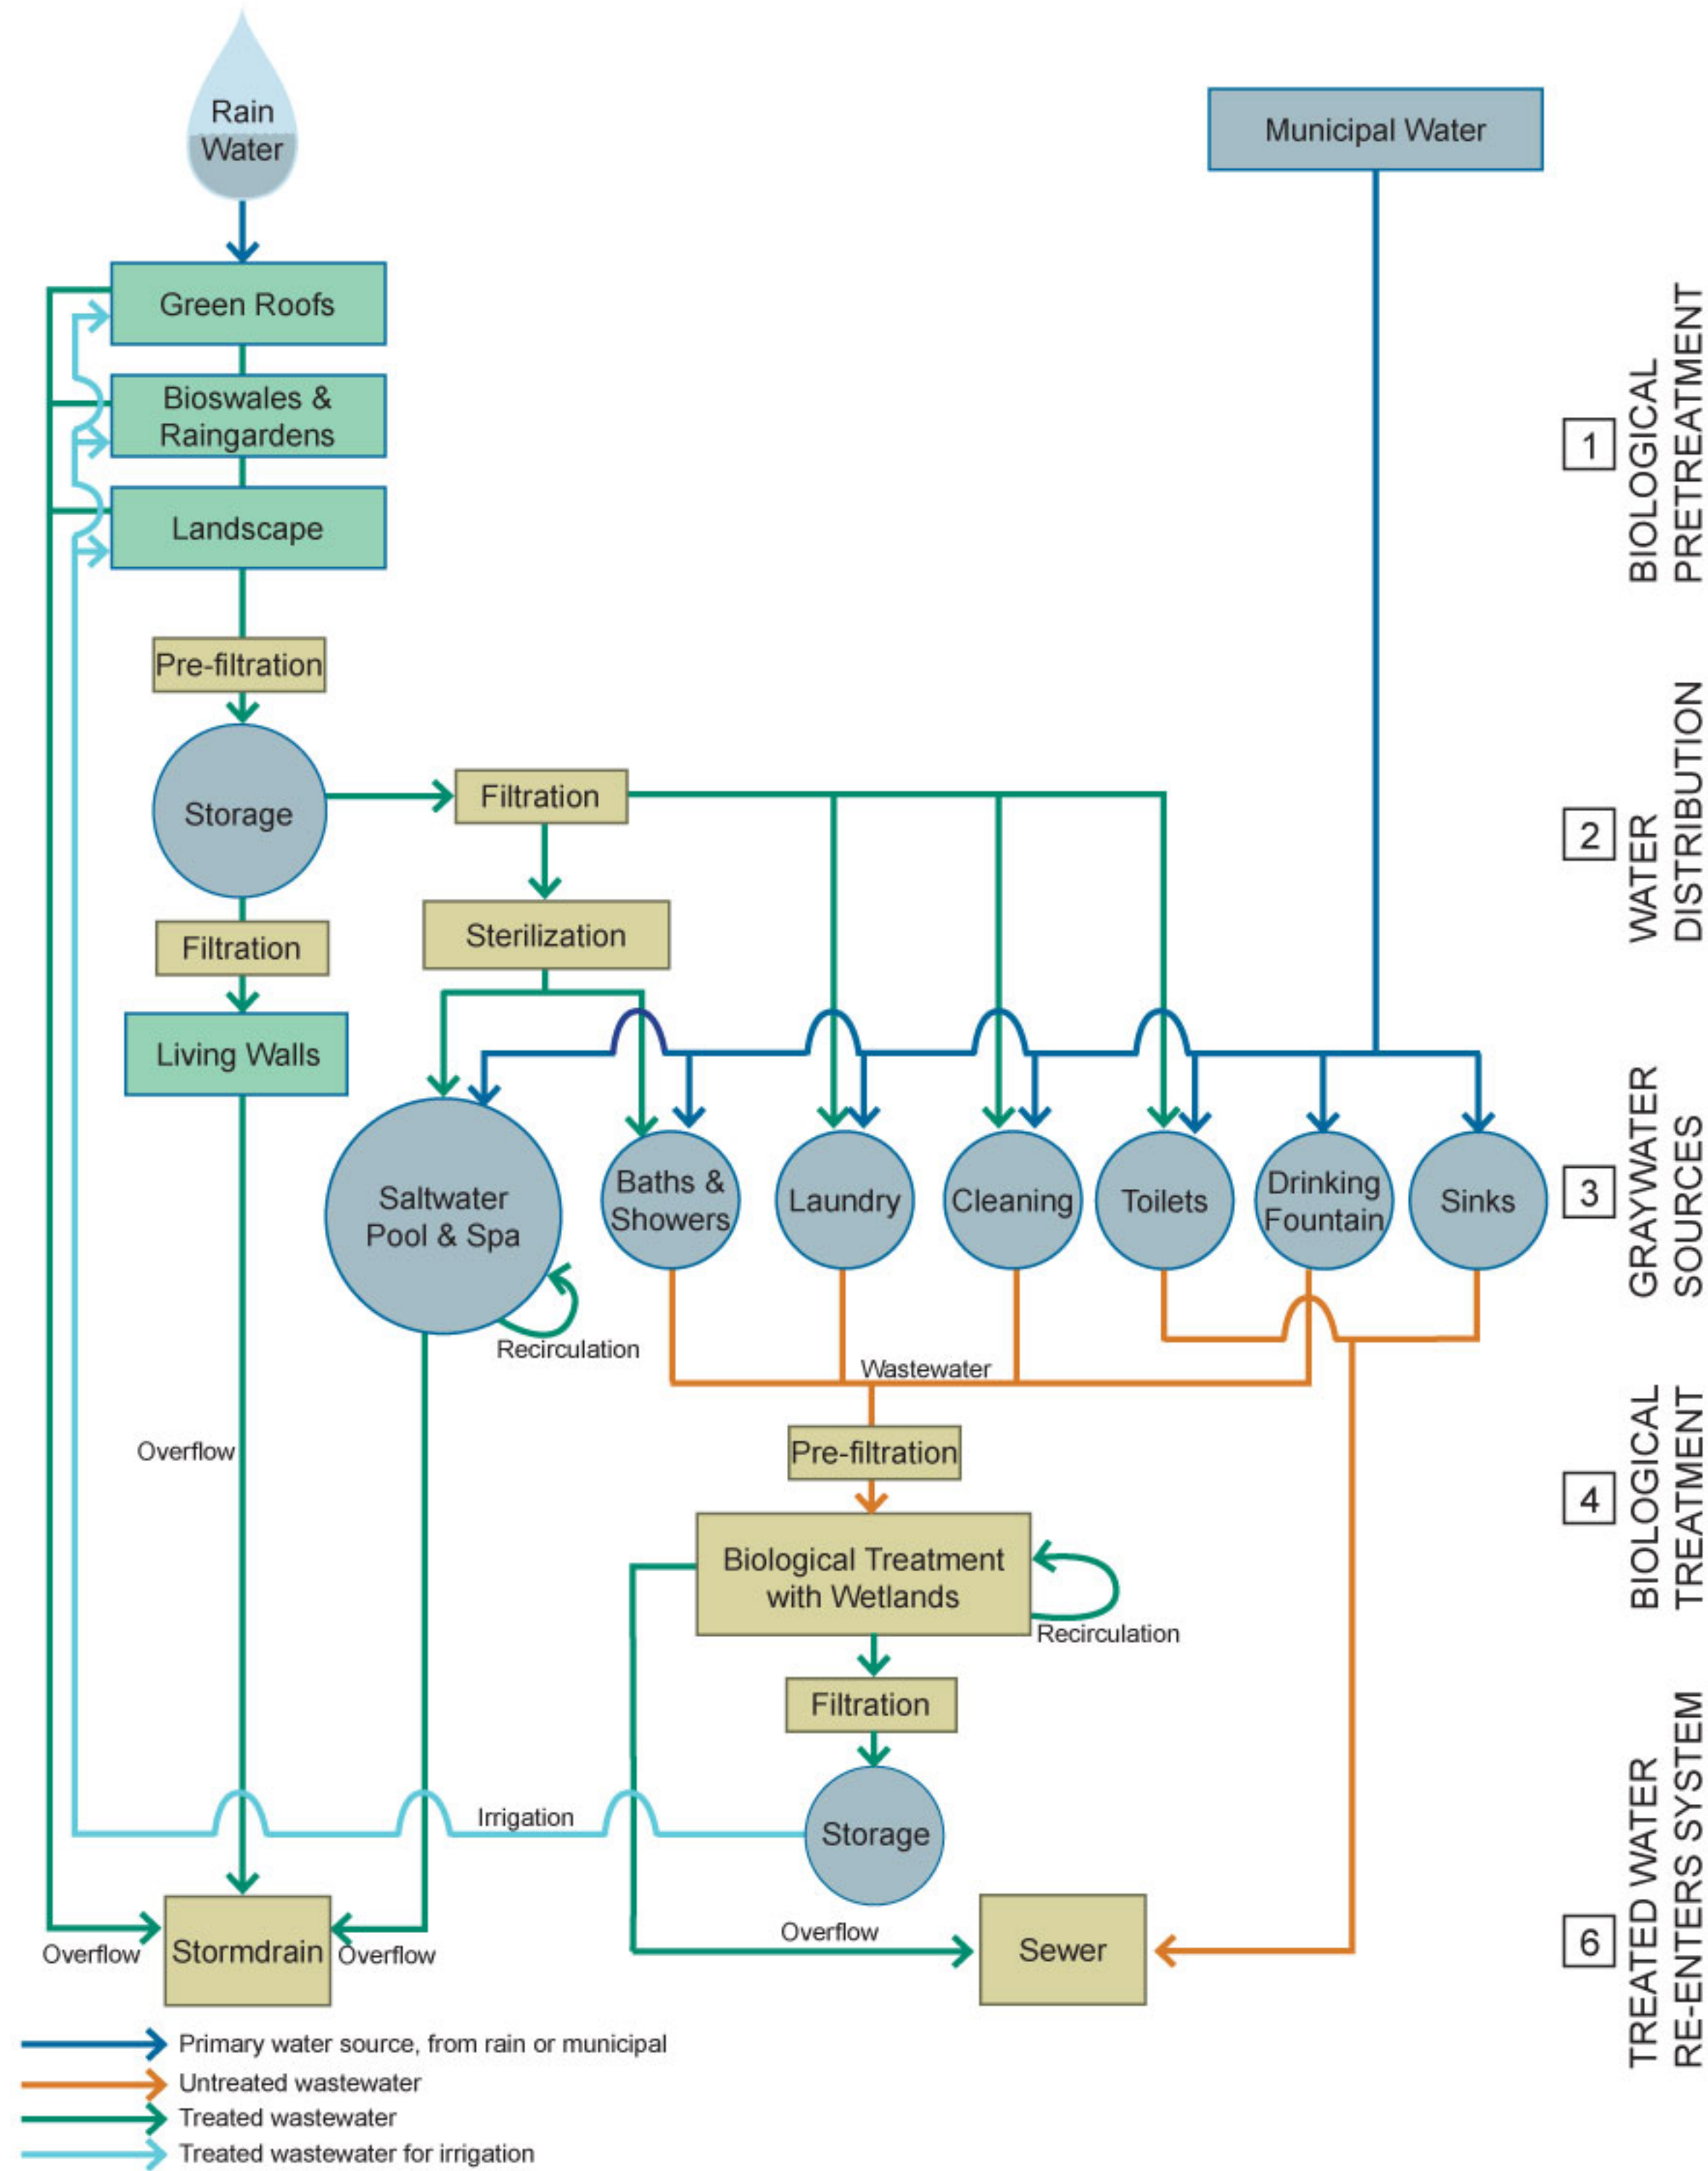 Rain
Water
Municipal Water
Green Roofs
Bioswales &
Raingardens
Landscape
1
BIOLOGICAL
PRETREATMENT
Pre-filtration
Storage
Filtration
Sterilization
Filtration
Living Walls
2
WATER
DISTRIBUTION
Saltwater
Pool & Spa
Baths &
Showers
Laundry
Cleaning
Toilets
Drinking
Fountain
Sinks
3
GRAYWATER
SOURCES
Recirculation
Wastewater
Overflow
Pre-filtration
Biological Treatment
with Wetlands
Recirculation
4
BIOLOGICAL
TREATMENT
Filtration
Irrigation
Storage
Overflow
Stormdrain
Overflow
Overflow
Sewer
6
TREATED WATER
RE-ENTERS SYSTEM
Primary water source, from rain or municipal
Untreated wastewater
Treated wastewater
Treated wastewater for irrigation